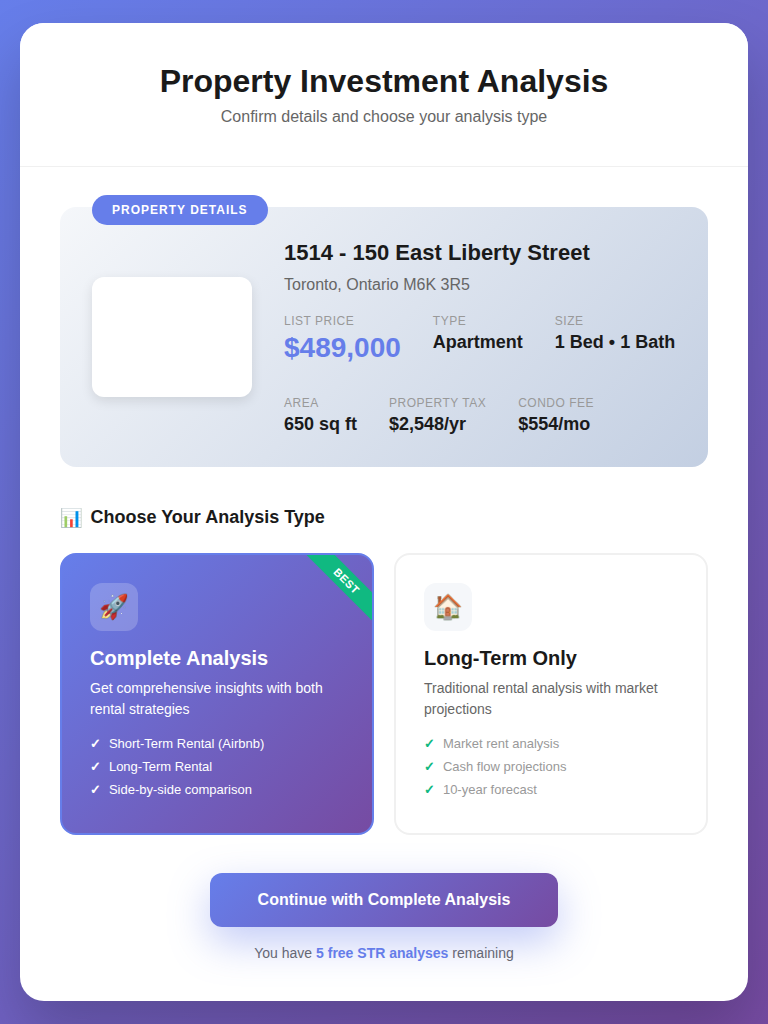 Property Investment Analysis
Confirm details and choose your analysis type
PROPERTY DETAILS
1514 - 150 East Liberty Street
Toronto, Ontario M6K 3R5
LIST PRICE TYPE SIZE
$489,000 Apartment 1 Bed • 1 Bath
AREA PROPERTY TAX CONDO FEE
650 sq ft $2,548/yr $554/mo
📊 Choose Your Analysis Type
BEST
🚀
Complete Analysis
Get comprehensive insights with both
rental strategies
✓ Short-Term Rental (Airbnb)
✓ Long-Term Rental
✓ Side-by-side comparison
🏠
Long-Term Only
Traditional rental analysis with market
projections
✓ Market rent analysis
✓ Cash flow projections
✓ 10-year forecast
Continue with Complete Analysis
You have 5 free STR analyses remaining